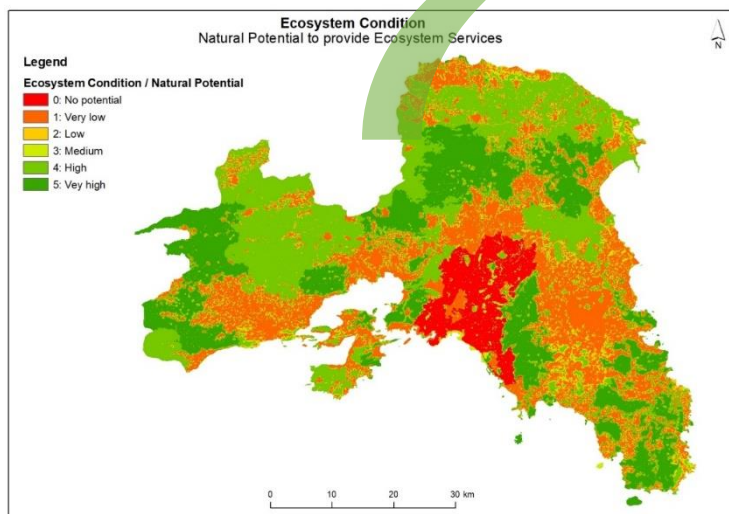 Ecosystem Condition
Natural Potential to provide Ecosystem Services
N
Legend
Ecosystem Condition / Natural Potential
0: No potential
1: Very low
2: Low
3: Medium
4: High
5: Vey high
0 10 20 30 km